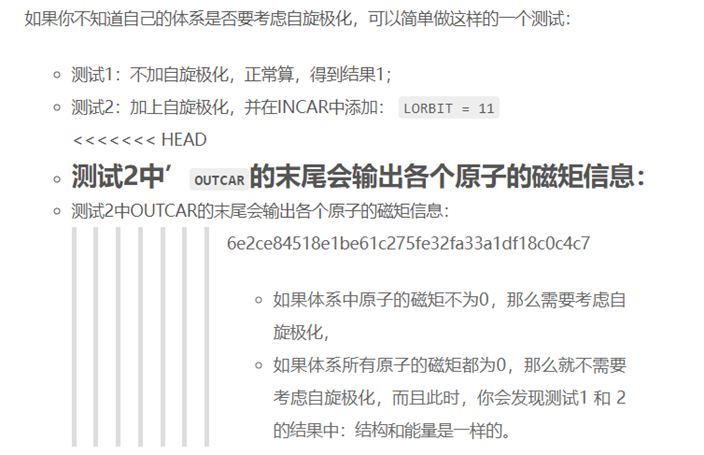 如果你不知道自己的体系是否要考虑自旋极化，可以简单做这样的一个测试：
测试1：不加自旋极化，正常算，得到结果1；
测试2：加上自旋极化，并在INCAR中添加： LORBIT = 11
<<<<<<< HEAD
测试2中’ OUTCAR的末尾会输出各个原子的磁矩信息：
测试2中OUTCAR的末尾会输出各个原子的磁矩信息：
6e2ce84518e1be61c275fe32fa33a1df18c0c4c7
如果体系中原子的磁矩不为0，那么需要考虑自
旋极化，
如果体系所有原子的磁矩都为0，那么就不需要
考虑自旋极化，而且此时，你会发现测试1 和 2
的结果中：结构和能量是一样的。